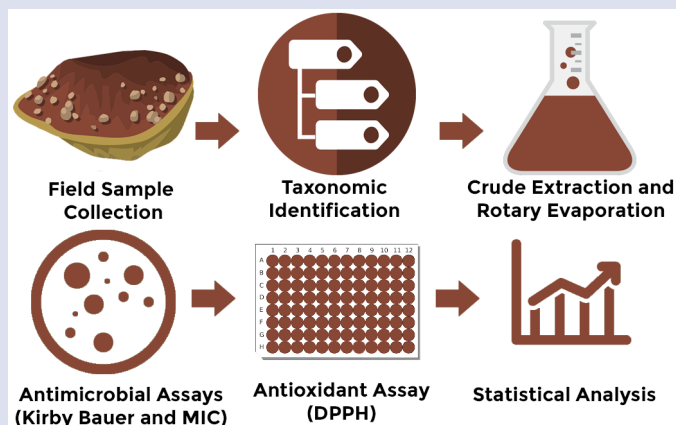 Field Sample
Collection
Taxonomic
Identification
Crude Extraction and
Rotary Evaporation
Antimicrobial Assays
(Kirby Bauer and MIC)
1 2 3 4 5 6 7 8 9 10 11 12
A
B
C
D
E
F
G
H
Antioxidant Assay
(DPPH)
Statistical Analysis